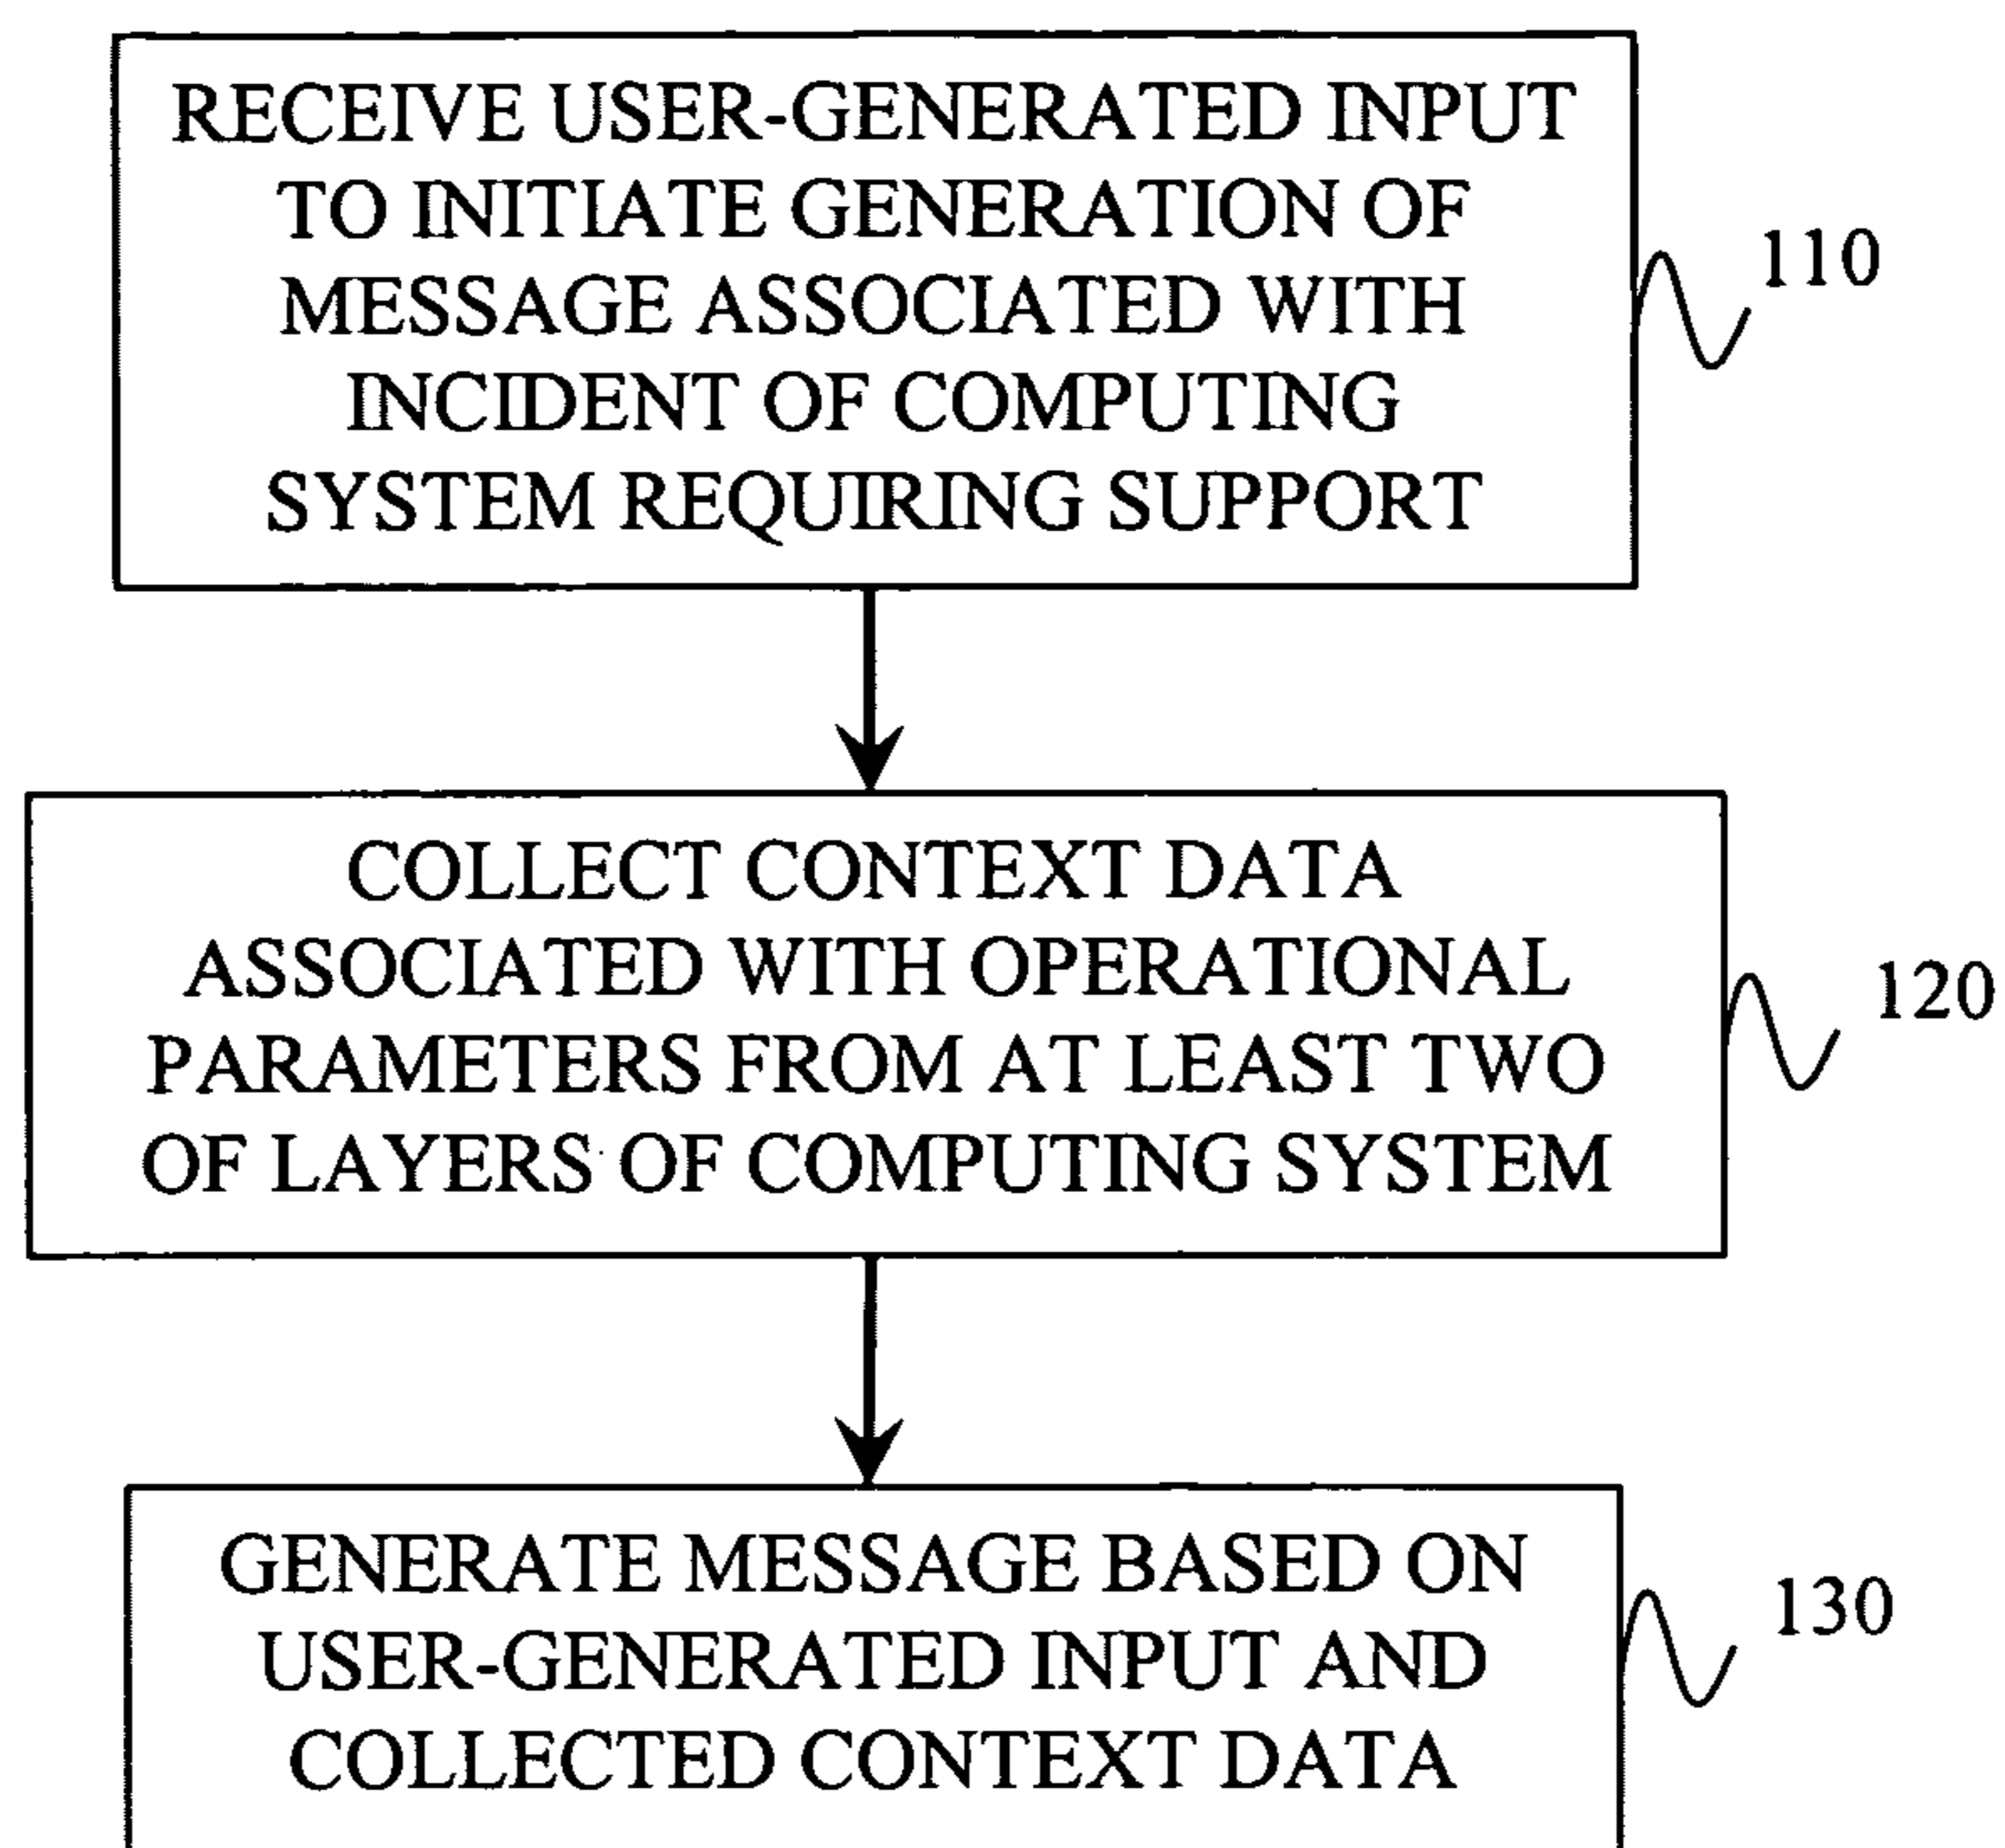 RECEIVE USER-GENERATED INPUT
TO INITIATE GENERATION OF
MESSAGE ASSOCIATED WITH
INCIDENT OF COMPUTING
SYSTEM REQUIRING SUPPORT
110
COLLECT CONTEXT DATA
ASSOCIATED WITH OPERATIONAL
PARAMETERS FROM AT LEAST TWO
OF LAYERS OF COMPUTING SYSTEM
120
GENERATE MESSAGE BASED ON
USER-GENERATED INPUT AND
COLLECTED CONTEXT DATA
130